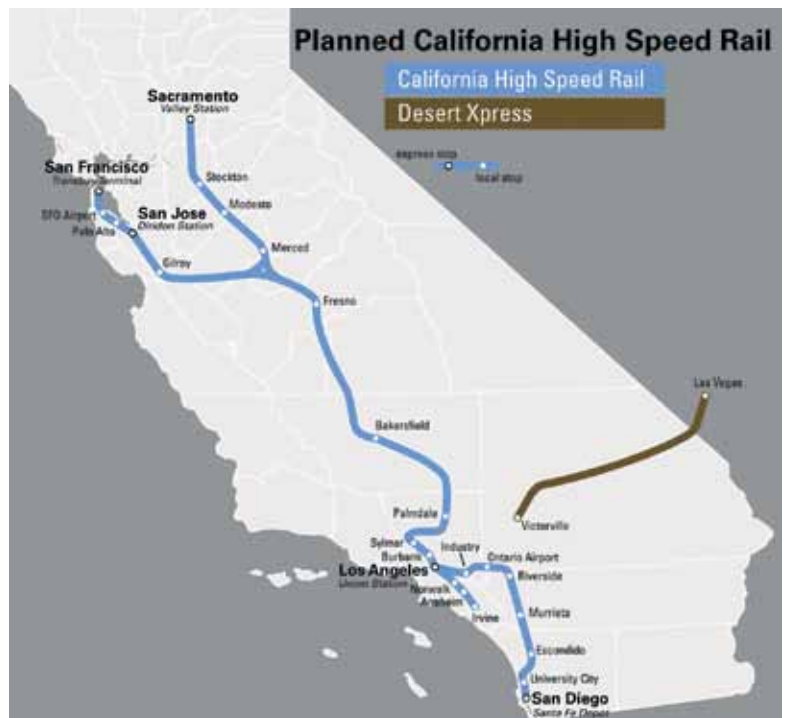 Planned California High Speed Rail
California High Speed Rail
Desert Xpress
express stop
local stop
Sacramento
Valley Station
San Francisco
Transbay Terminal
SFO Airport
Palo Alto
San Jose
Diridon Station
Stockton
Modesto
Merced
Gilroy
Fresno
Bakersfield
Las Vegas
Victorville
Palmdale
Sylmar
Burbank
Industry
Ontario Airport
Los Angeles
Union Station
Riverside
Norwalk
Anaheim
Irvine
Murrieta
Escondido
University City
San Diego
Santa Fe Depot